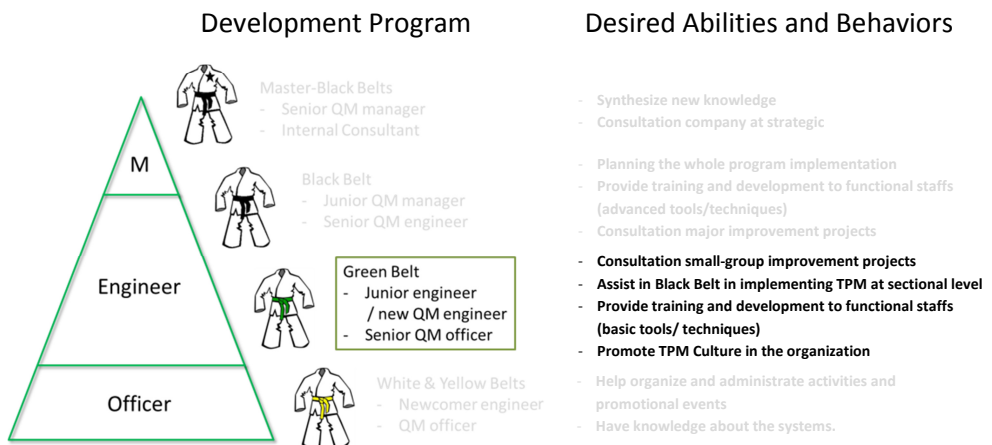 Development Program
Desired Abilities and Behaviors
M
Engineer
Officer
Master-Black Belts
- Senior QM manager
- Internal Consultant
Black Belt
- Junior QM manager
- Senior QM engineer
Green Belt
- Junior engineer
/ new QM engineer
- Senior QM officer
White & Yellow Belts
- Newcomer engineer
- QM officer
- Synthesize new knowledge
- Consultation company at strategic
- Planning the whole program implementation
- Provide training and development to functional staffs
(advanced tools/techniques)
- Consultation major improvement projects
- Consultation small-group improvement projects
- Assist in Black Belt in implementing TPM at sectional level
- Provide training and development to functional staffs
(basic tools/ techniques)
- Promote TPM Culture in the organization
- Help organize and administrate activities and
promotional events
- Have knowledge about the systems.